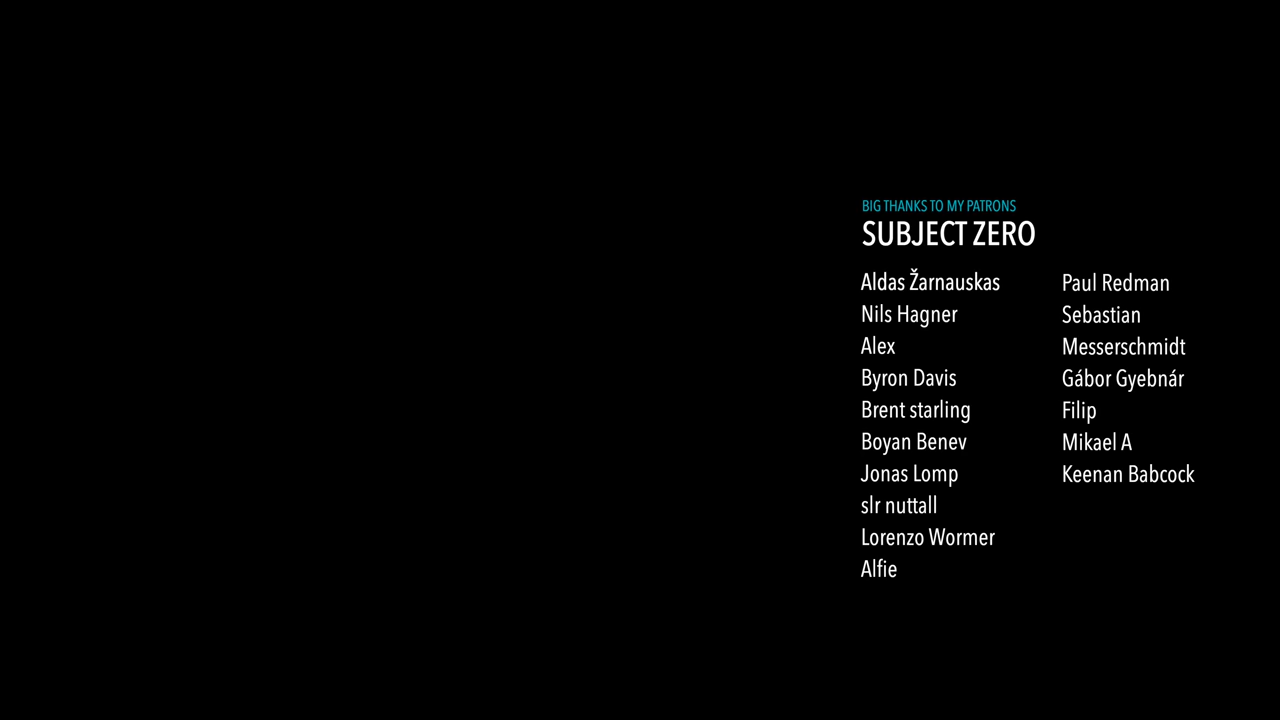 BIG THANKS TO MY PATRONS
SUBJECT ZERO
Aldas Žarnauskas
Nils Hagner
Alex
Byron Davis
Brent starling
Boyan Benev
Jonas Lomp
slr nuttall
Lorenzo Wormer
Alfie
Paul Redman
Sebastian
Messerschmidt
Gábor Gyebnár
Filip
Mikael A
Keenan Babcock